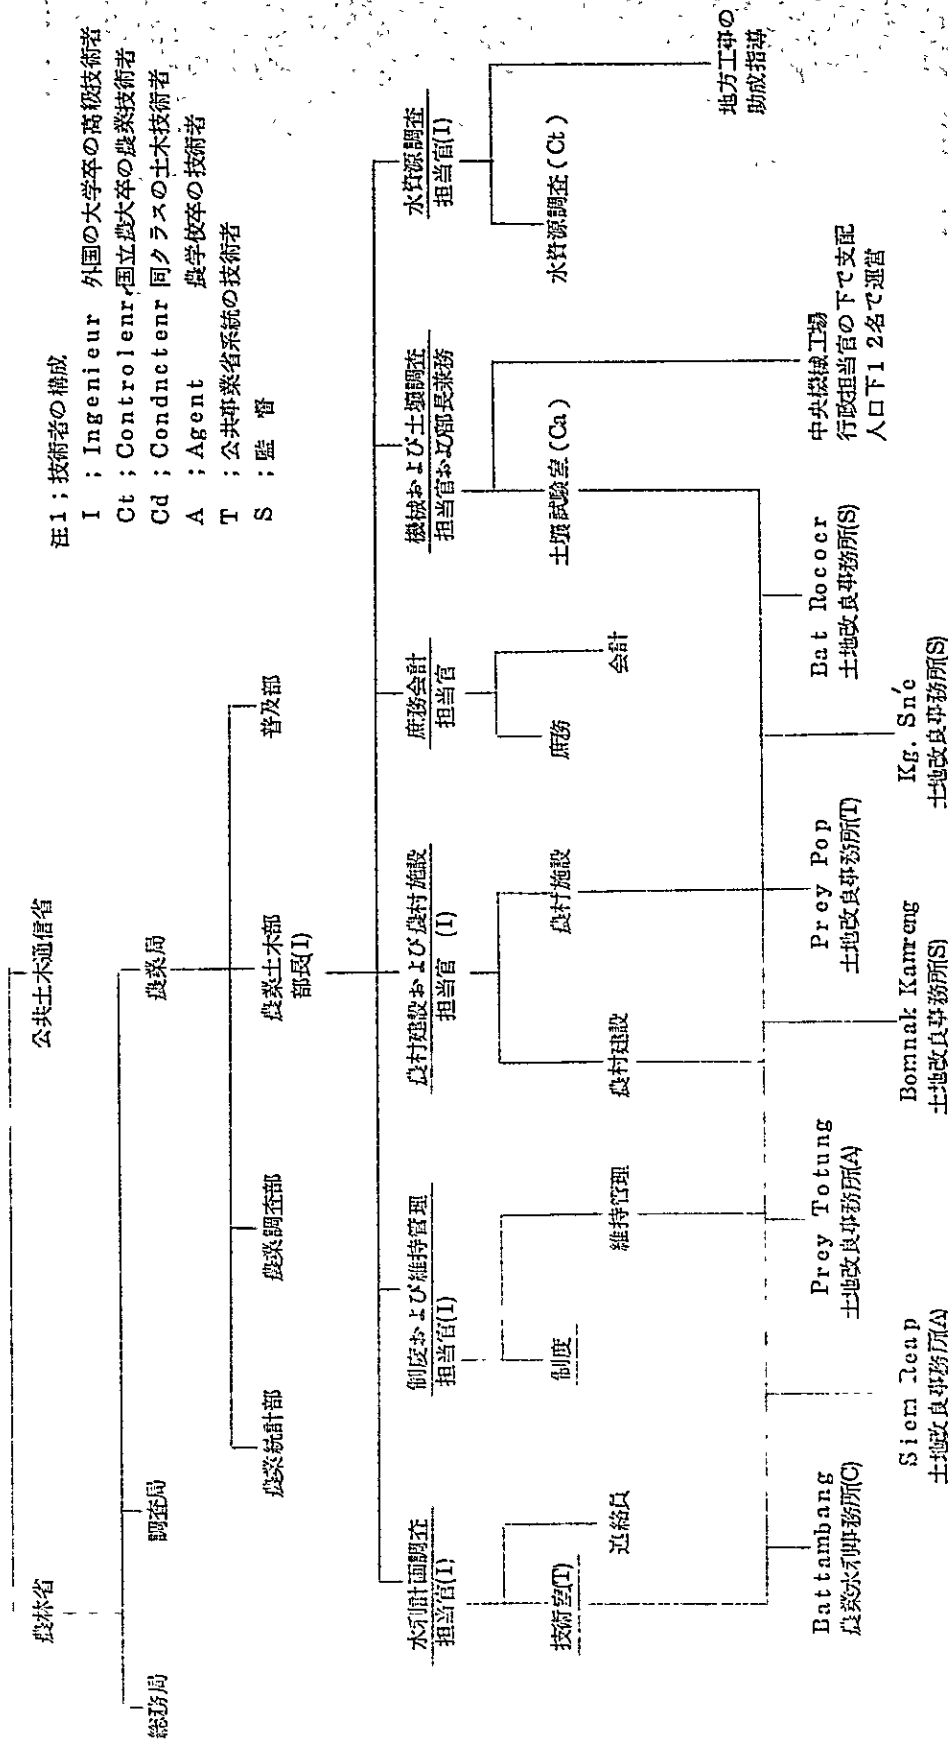 注1;技術者の構成
I ; Ingenieur 外国の大学卒の高級技術者
Ct ; Controlenr 国立農大卒の農業技術者
Cd ; Conductenr 同クラスの土木技術者
A ; Agent 農学校卒の技術者
T ; 公共事業省系統の技術者
S ; 監督
農林省
公共土木通信省
総務局
調査局
農業局
農業統計部
農業調査部
農業土木部
部長(I)
普及部
水利計画調査
担当官(I)
制度および維持管理
担当官(I)
農村建設および農村施設
担当官 (I)
庶務会計
担当官
機械および土壌調査
担当官および部長兼務
水資源調査
担当官(I)
技術室(T)
連絡員
制度
維持管理
農村建設
農村施設
庶務
会計
土壌試験室(Ca)
中央機械工場
行政担当官の下で支配
人口下12名で運営
水資源調査(Ct)
地方工事の
助成指導
Battambang
農業水利事務所(C)
Siem Reap
土地改良事務所(A)
Prey Totung
土地改良事務所(A)
Bomnak Kamreng
土地改良事務所(S)
Prey Pop
土地改良事務所(T)
Kg. Sn'c
土地改良事務所(S)
Bat Rococr
土地改良事務所(S)